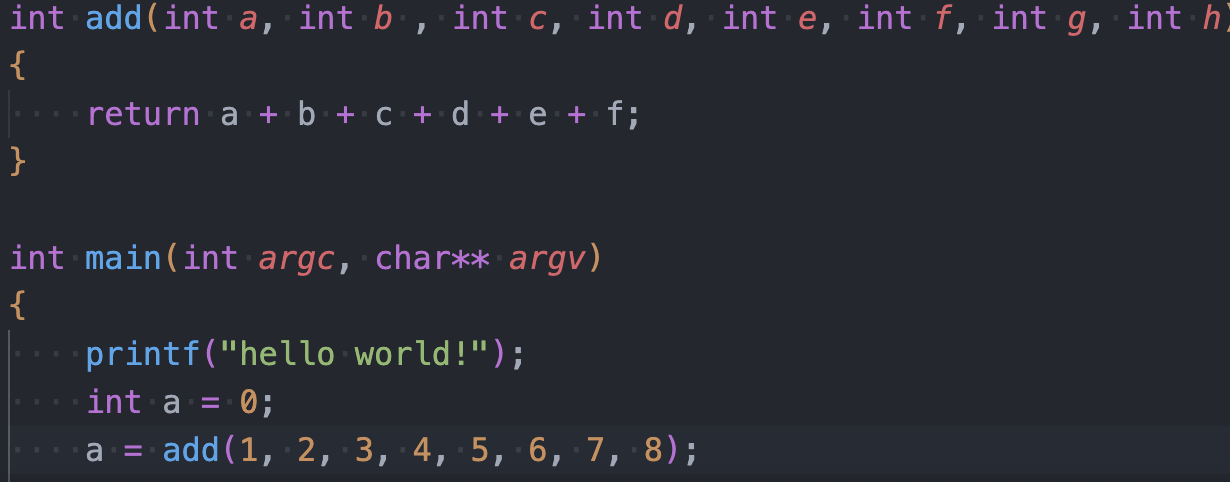 int add(int a, int b , int c, int d, int e, int f, int g, int h)
{
    return a + b + c + d + e + f;
}

int main(int argc, char** argv)
{
    printf("hello world!");
    int a = 0;
    a = add(1, 2, 3, 4, 5, 6, 7, 8);